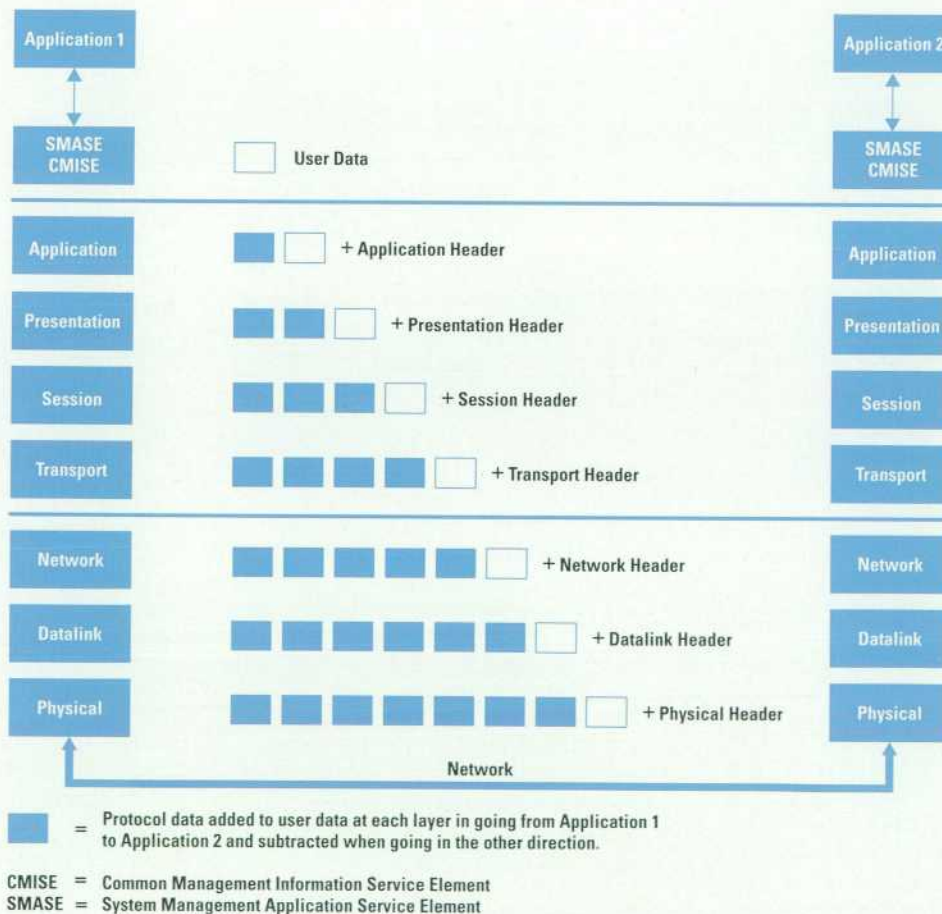 Application 1
Application 2
SMASE
CMISE
User Data
SMASE
CMISE
Application
+ Application Header
Application
Presentation
+ Presentation Header
Presentation
Session
+ Session Header
Session
Transport
+ Transport Header
Transport
Network
+ Network Header
Network
Datalink
+ Datalink Header
Datalink
Physical
+ Physical Header
Physical
Network
= Protocol data added to user data at each layer in going from Application 1
to Application 2 and subtracted when going in the other direction.
CMISE = Common Management Information Service Element
SMASE = System Management Application Service Element